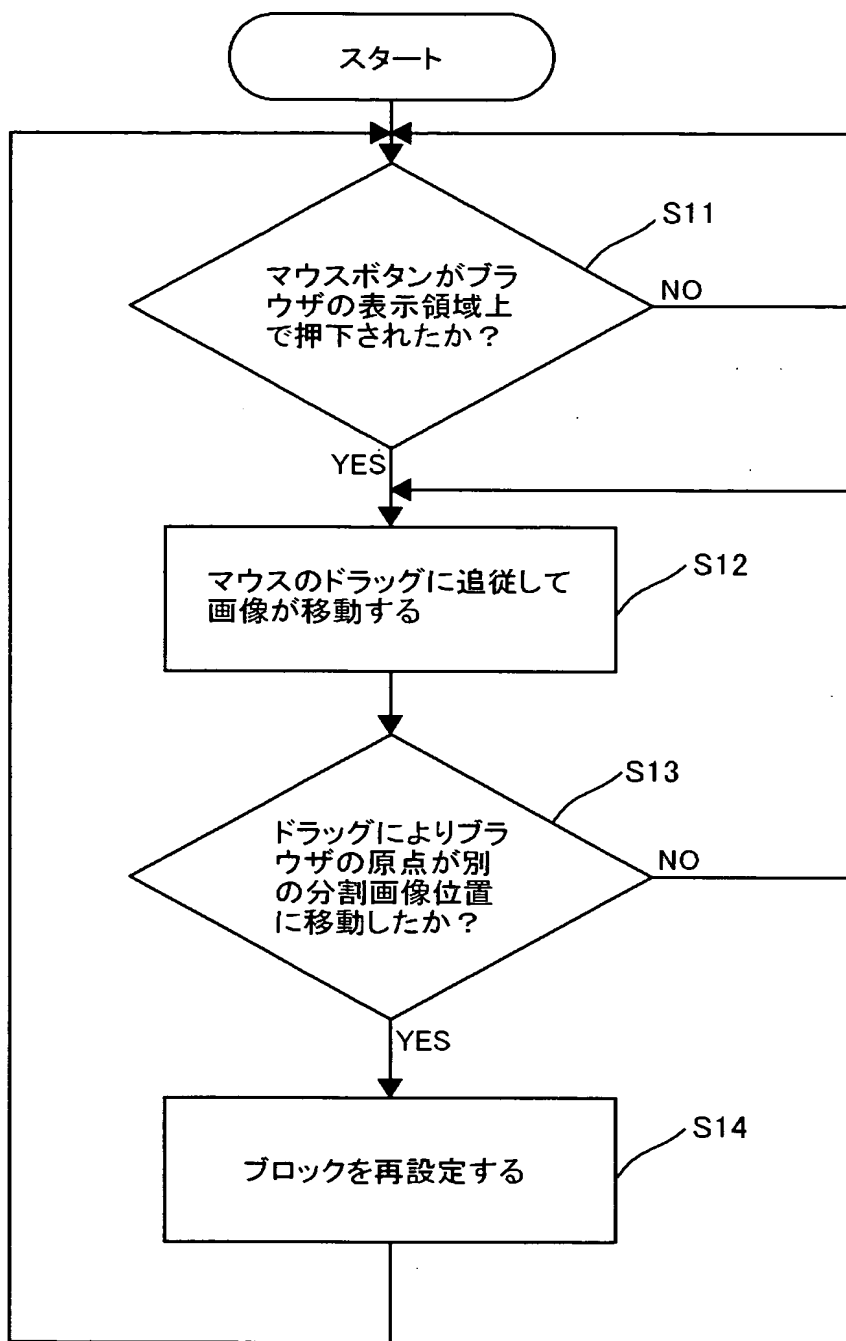 スタート
S11
マウスボタンがブラ
ウザの表示領域上
で押下されたか？
NO
YES
S12
マウスのドラッグに追従して
画像が移動する
S13
ドラッグによりブラ
ウザの原点が別
の分割画像位置
に移動したか？
NO
YES
S14
ブロックを再設定する